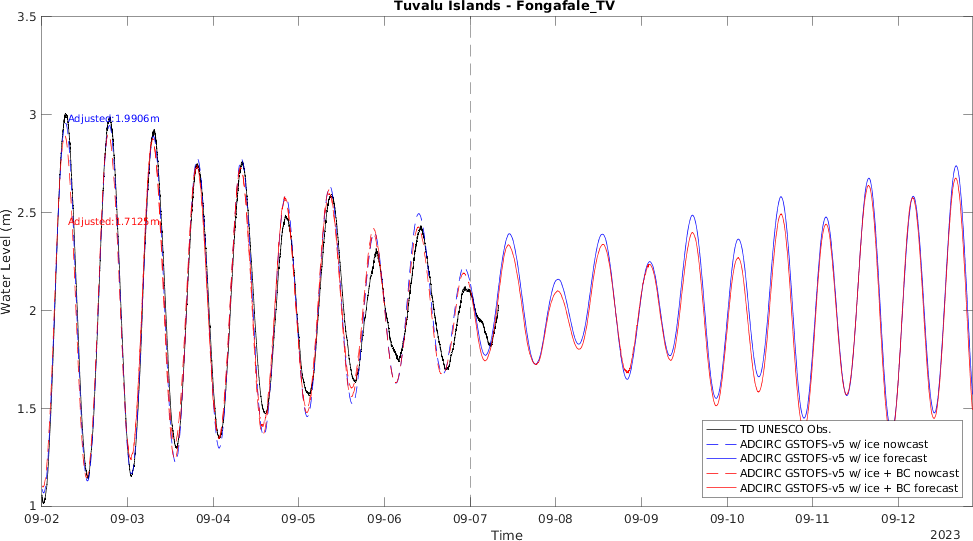 Tuvalu Islands - Fongafale_TV
3.5
3
2.5
2
1.5
1
Water Level (m)
Adjusted:1.9906m
Adjusted:1.7125m
TD UNESCO Obs.
ADCIRC GSTOFS-v5 w/ ice nowcast
ADCIRC GSTOFS-v5 w/ ice forecast
ADCIRC GSTOFS-v5 w/ ice + BC nowcast
ADCIRC GSTOFS-v5 w/ ice + BC forecast
09-02 09-03 09-04 09-05 09-06 09-07 09-08 09-09 09-10 09-11 09-12
Time
2023